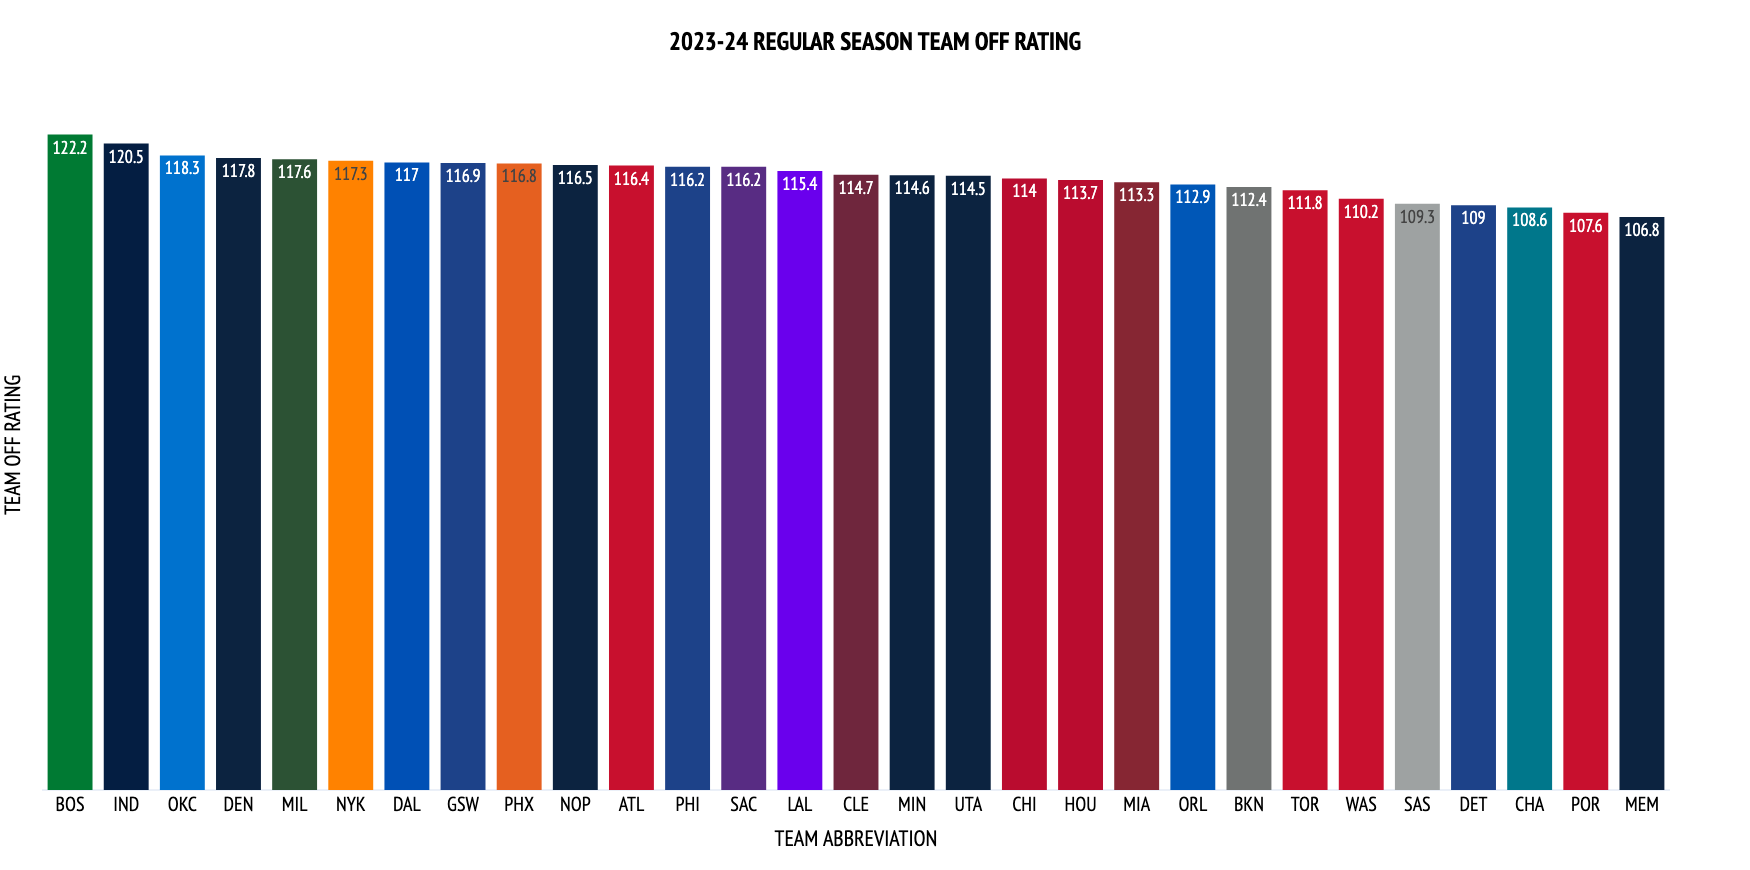 2023-24 REGULAR SEASON TEAM OFF RATING
TEAM OFF RATING
122.2 120.5 118.3 117.8 117.6 117.3 117 116.9 116.8 116.5 116.4 116.2 116.2 115.4 114.7 114.6 114.5 114 113.7 113.3 112.9 112.4 111.8 110.2 109.3 109 108.6 107.6 106.8
BOS IND OKC DEN MIL NYK DAL GSW PHX NOP ATL PHI SAC LAL CLE MIN UTA CHI HOU MIA ORL BKN TOR WAS SAS DET CHA POR MEM
TEAM ABBREVIATION